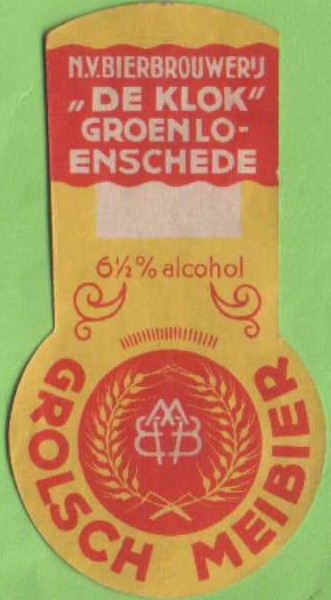 N.V. BIERBROUWERIJ
„DE KLOK“
GROENLO-
ENSCHEDE
6½% alcohol
GROLSCH MEIBIER